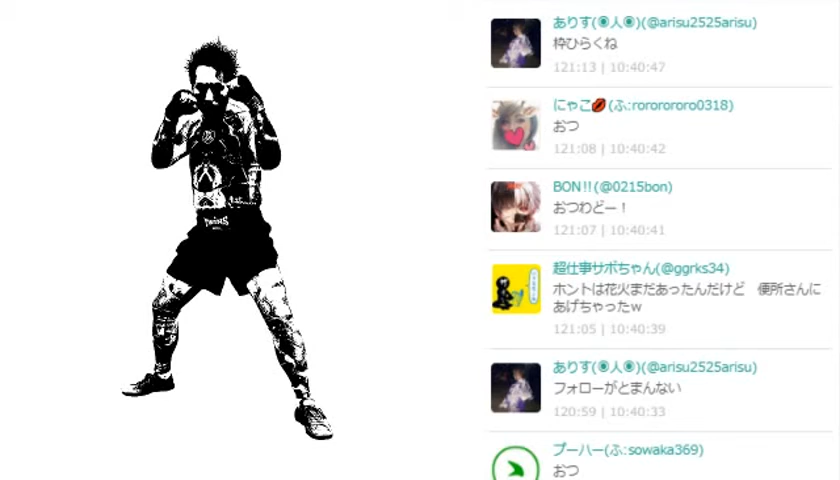 TWINS
ありす(◉人◉)(@arisu2525arisu)
枠ひらくね
121:13 | 10:40:47
にゃこ💋(ふ:rorororororo0318)
おつ
121:08 | 10:40:42
BON!!(@0215bon)
おつわどー！
121:07 | 10:40:41
超仕事サボちゃん(@ggrks34)
ホントは花火まだあったんだけど　便所さんに
あげちゃったｗ
121:05 | 10:40:39
ありす(◉人◉)(@arisu2525arisu)
フォローがとまんない
120:59 | 10:40:33
プーハー(ふ:sowaka369)
おつ